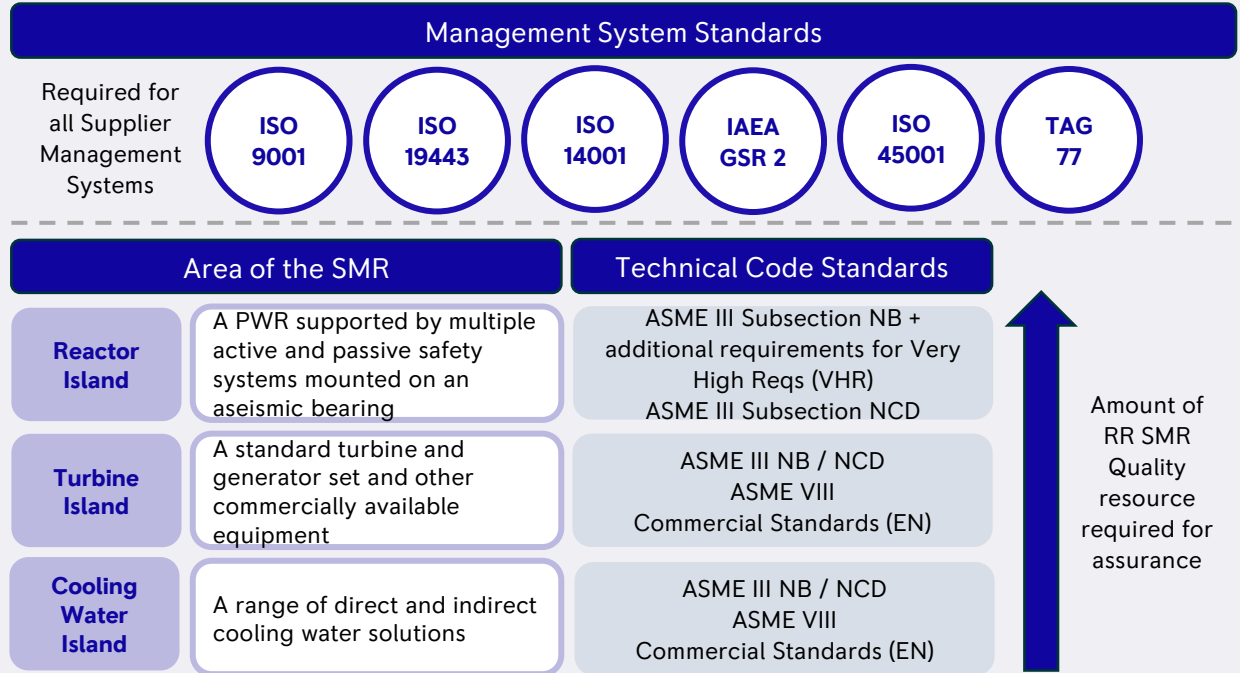 Management System Standards
Required for
all Supplier
Management
Systems
ISO
9001
ISO
19443
ISO
14001
IAEA
GSR 2
ISO
45001
TAG
77
Area of the SMR
Technical Code Standards
Reactor
Island
A PWR supported by multiple
active and passive safety
systems mounted on an
aseismic bearing
ASME III Subsection NB +
additional requirements for Very
High Reqs (VHR)
ASME III Subsection NCD
Turbine
Island
A standard turbine and
generator set and other
commercially available
equipment
ASME III NB / NCD
ASME VIII
Commercial Standards (EN)
Cooling
Water
Island
A range of direct and indirect
cooling water solutions
ASME III NB / NCD
ASME VIII
Commercial Standards (EN)
Amount of
RR SMR
Quality
resource
required for
assurance